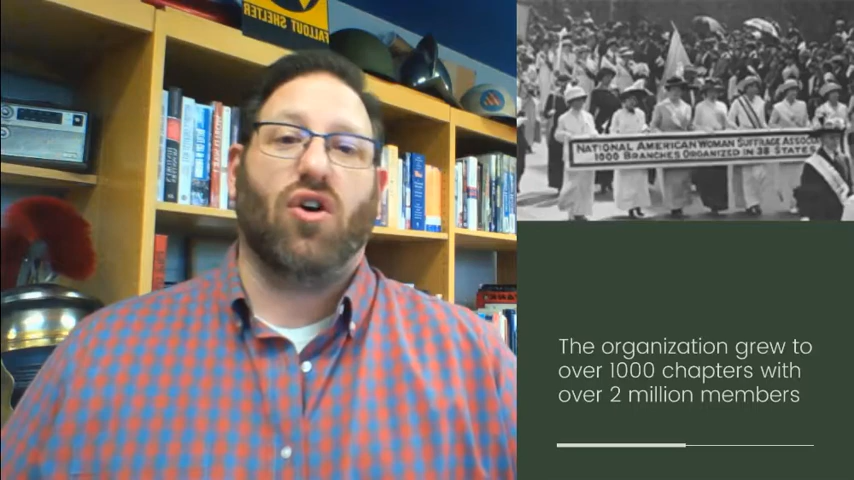 FALLOUT SHELTER
NATIONAL AMERICAN WOMAN SUFFRAGE ASSOCIA
1000 BRANCHES ORGANIZED IN 38 STATES
The organization grew to
over 1000 chapters with
over 2 million members